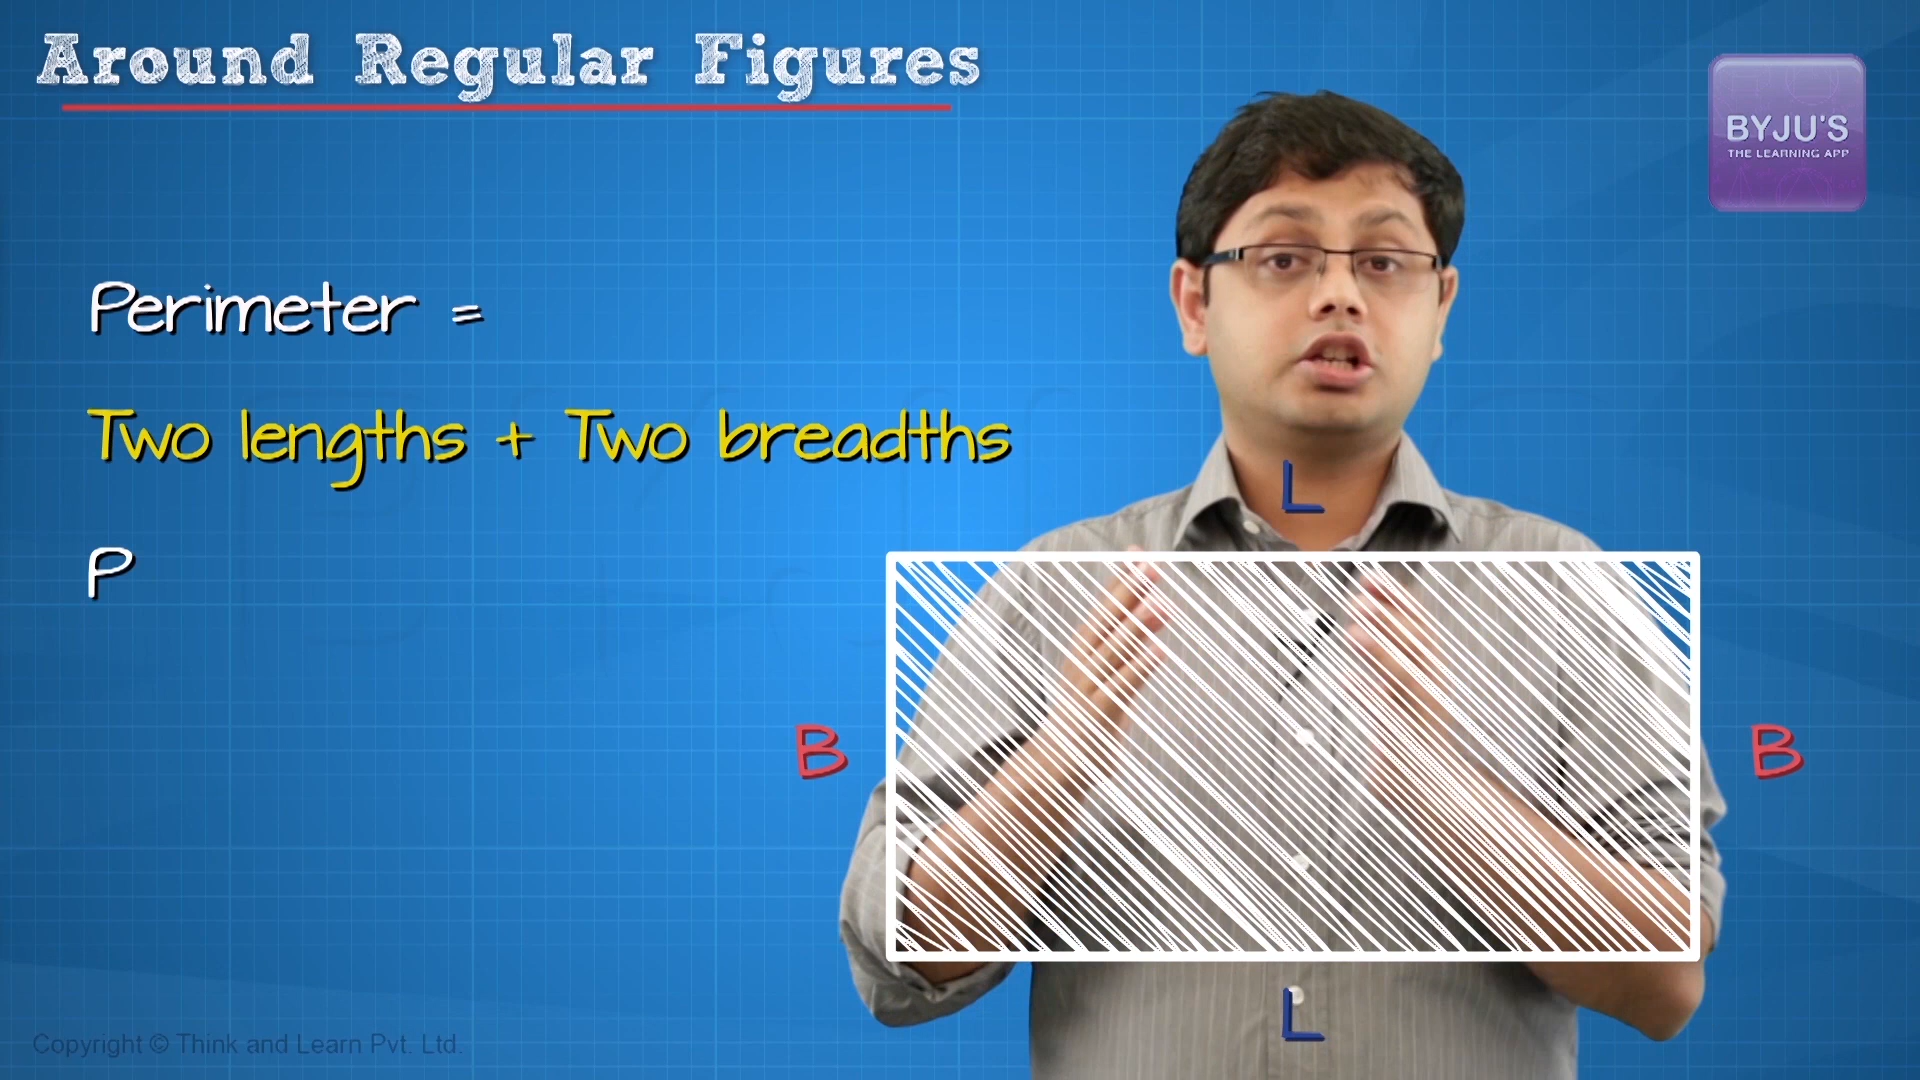 Around Regular Figures
BYJU'S
THE LEARNING APP
Perimeter =
Two lengths + Two breadths
P
L
B
B
L
Copyright © Think and Learn Pvt. Ltd.